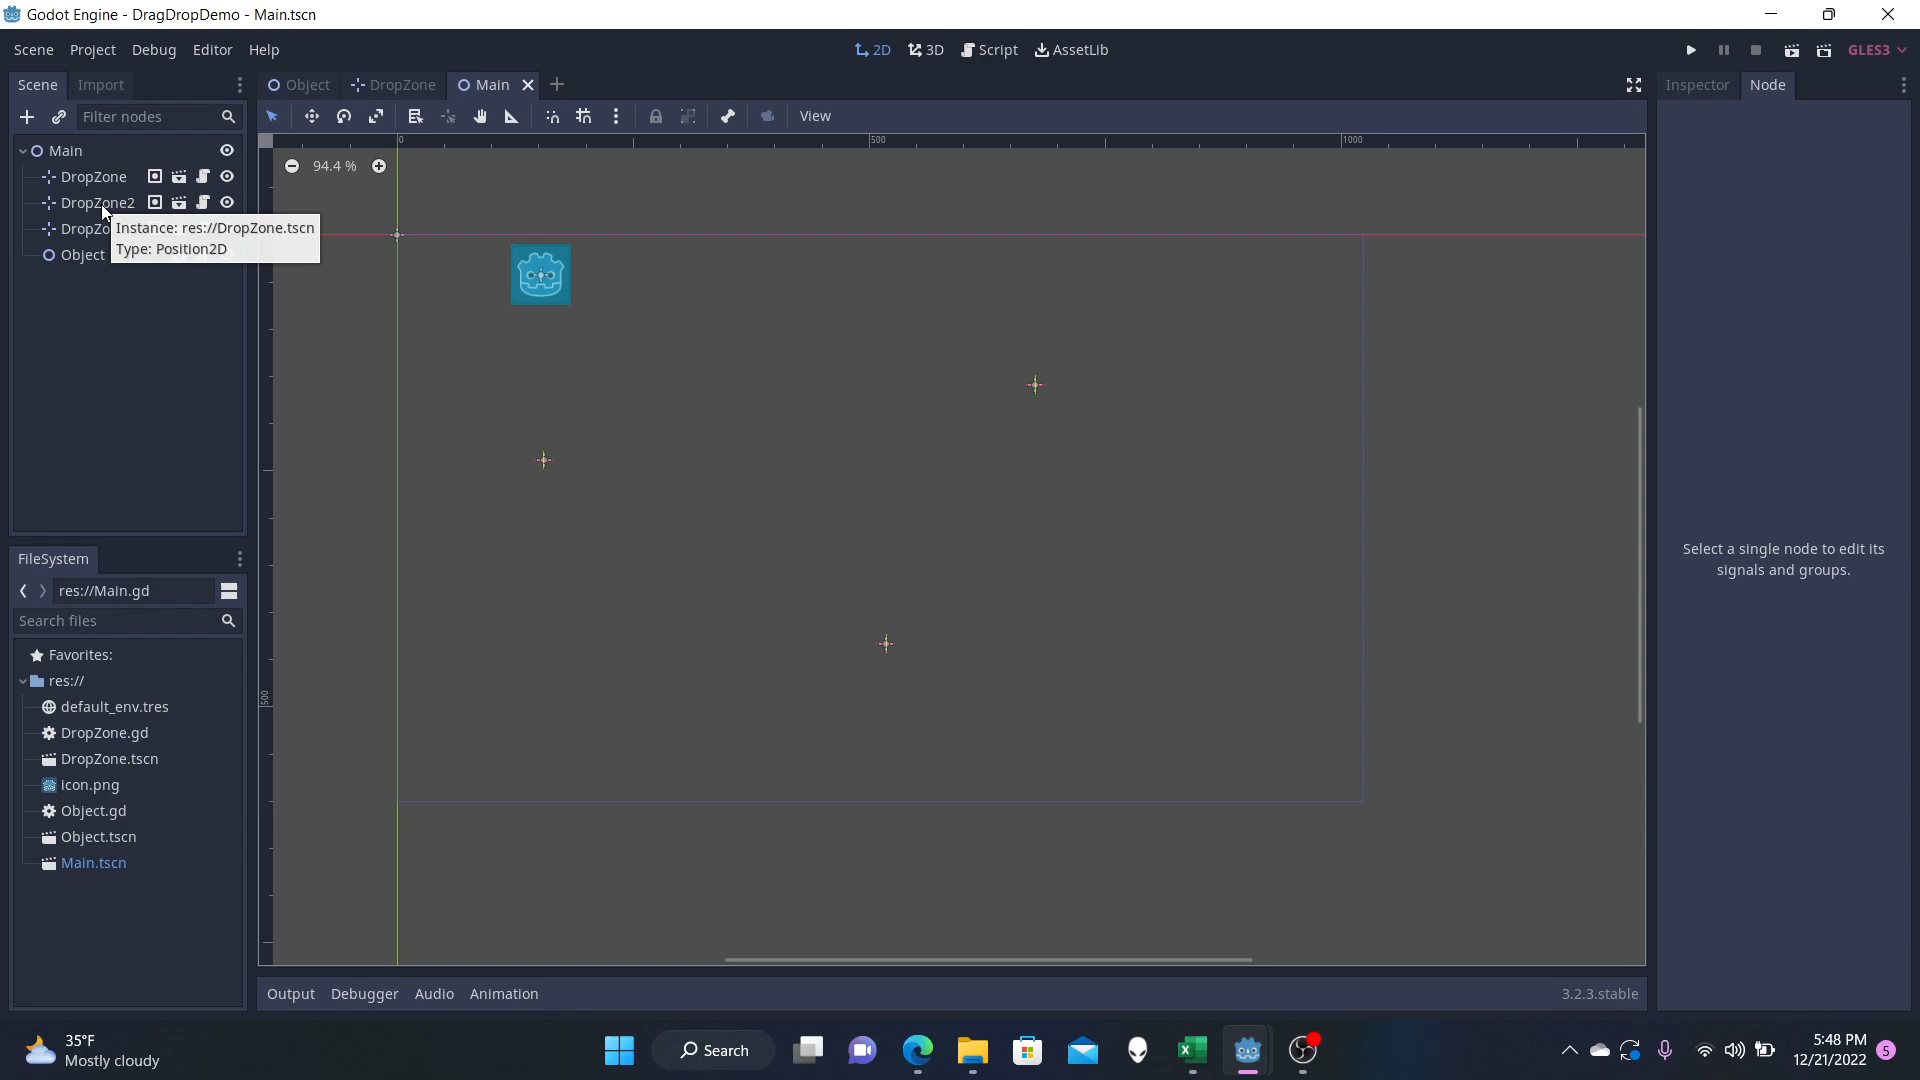 Godot Engine - DragDropDemo - Main.tscn
Scene Project Debug Editor Help
2D 3D Script AssetLib
GLES3
Scene Import
Object DropZone Main
Inspector Node
Filter nodes
View
Main
DropZone
DropZone2
DropZo
Object
Instance: res://DropZone.tscn
Type: Position2D
0 500 1000
94.4 %
500
Select a single node to edit its
signals and groups.
FileSystem
res://Main.gd
Search files
Favorites:
res://
default_env.tres
DropZone.gd
DropZone.tscn
icon.png
Object.gd
Object.tscn
Main.tscn
Output Debugger Audio Animation
3.2.3.stable
35°F
Mostly cloudy
Search
5:48 PM
12/21/2022
5